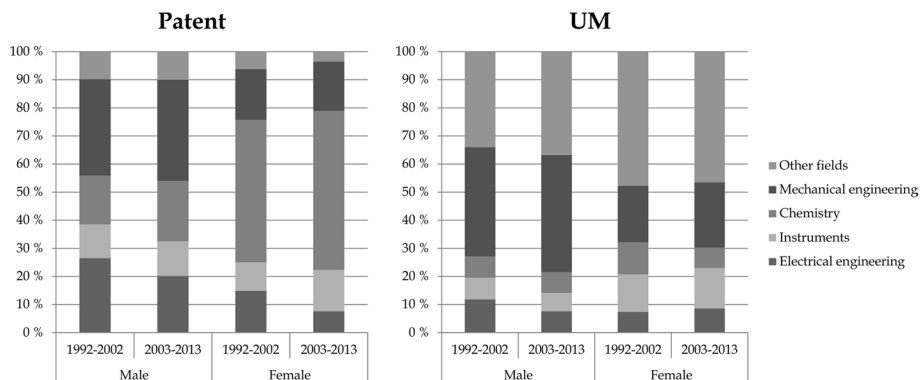 Patent
100 %
90 %
80 %
70 %
60 %
50 %
40 %
30 %
20 %
10 %
0 %
1992-2002 2003-2013 1992-2002 2003-2013
Male Female
UM
100 %
90 %
80 %
70 %
60 %
50 %
40 %
30 %
20 %
10 %
0 %
1992-2002 2003-2013 1992-2002 2003-2013
Male Female
Other fields
Mechanical engineering
Chemistry
Instruments
Electrical engineering